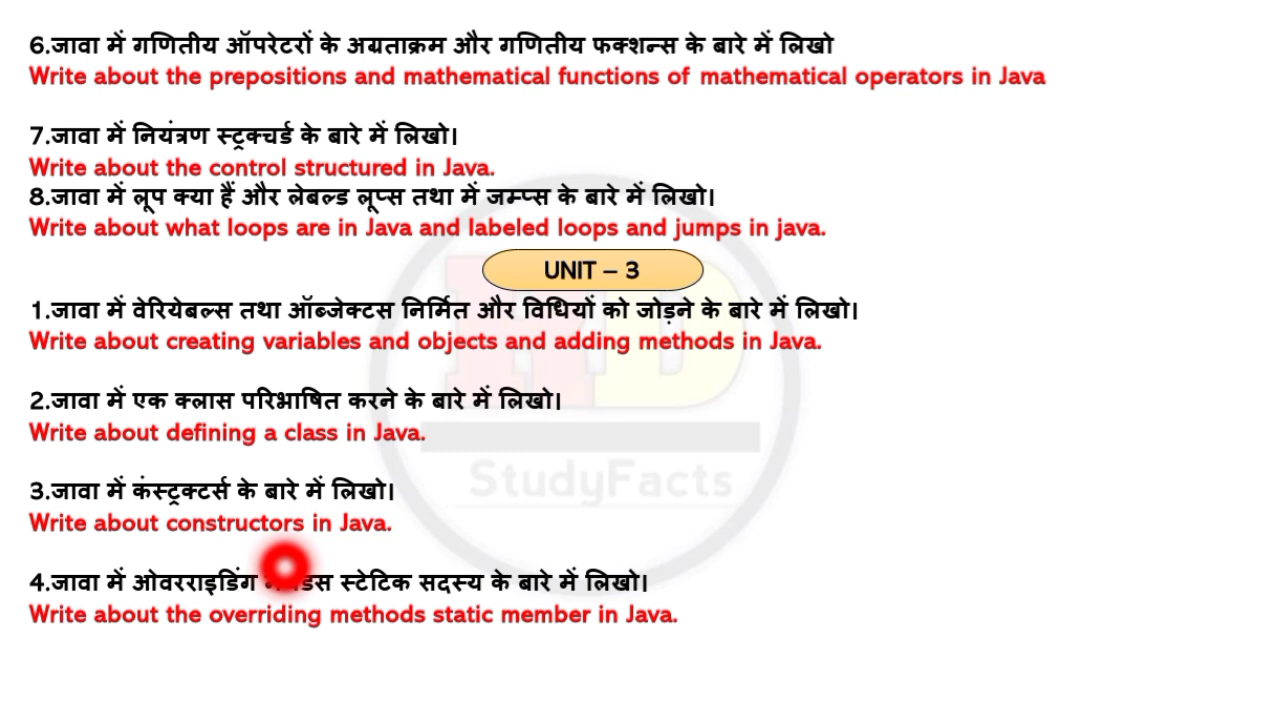 6.जावा में गणितीय ऑपरेटरों के अग्रताक्रम और गणितीय फक्शन्स के बारे में लिखो
Write about the prepositions and mathematical functions of mathematical operators in Java
7.जावा में नियंत्रण स्ट्रक्चर्ड के बारे में लिखो।
Write about the control structured in Java.
8.जावा में लूप क्या हैं और लेबल्ड लूप्स तथा में जम्प्स के बारे में लिखो।
Write about what loops are in Java and labeled loops and jumps in java.
UNIT – 3
1.जावा में वेरियेबल्स तथा ऑब्जेक्टस निर्मित और विधियों को जोड़ने के बारे में लिखो।
Write about creating variables and objects and adding methods in Java.
2.जावा में एक क्लास परिभाषित करने के बारे में लिखो।
Write about defining a class in Java.
StudyFacts
3.जावा में कंस्ट्रक्टर्स के बारे में लिखो।
Write about constructors in Java.
4.जावा में ओवरराइडिंग स्टेटिक सदस्य के बारे में लिखो।
Write about the overriding methods static member in Java.